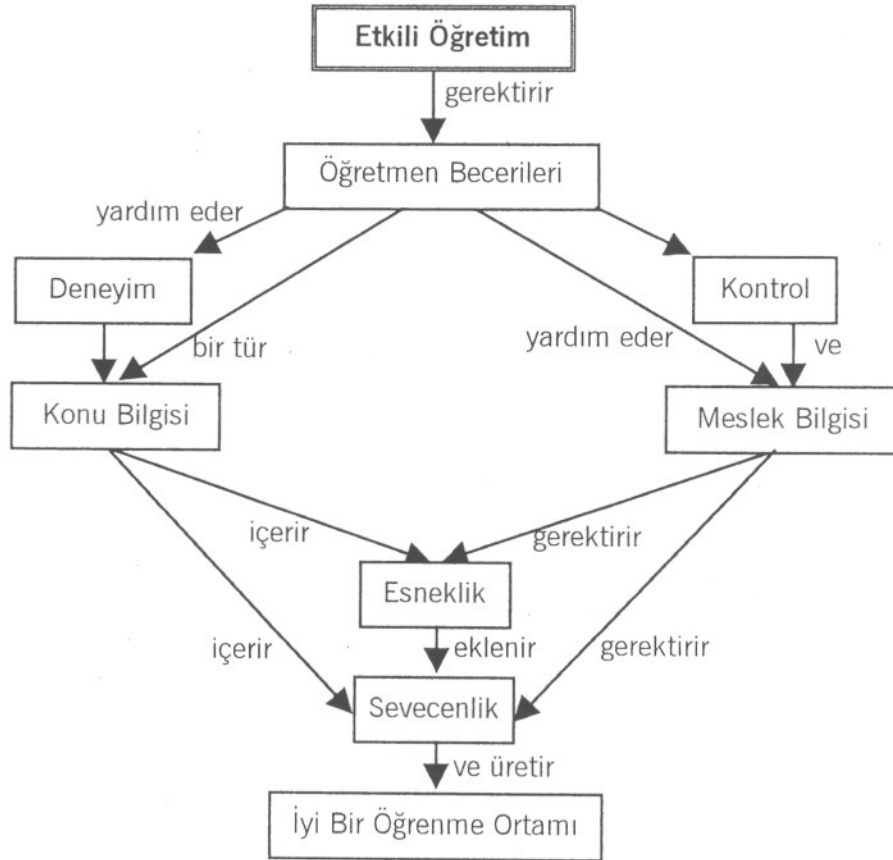 Etkili Öğretim
gerektirir
Öğretmen Becerileri
yardım eder
Deneyim
Kontrol
bir tür
yardım eder
ve
Konu Bilgisi
Meslek Bilgisi
içerir
gerektirir
Esneklik
içerir
eklenir
gerektirir
Sevecenlik
ve üretir
İyi Bir Öğrenme Ortamı